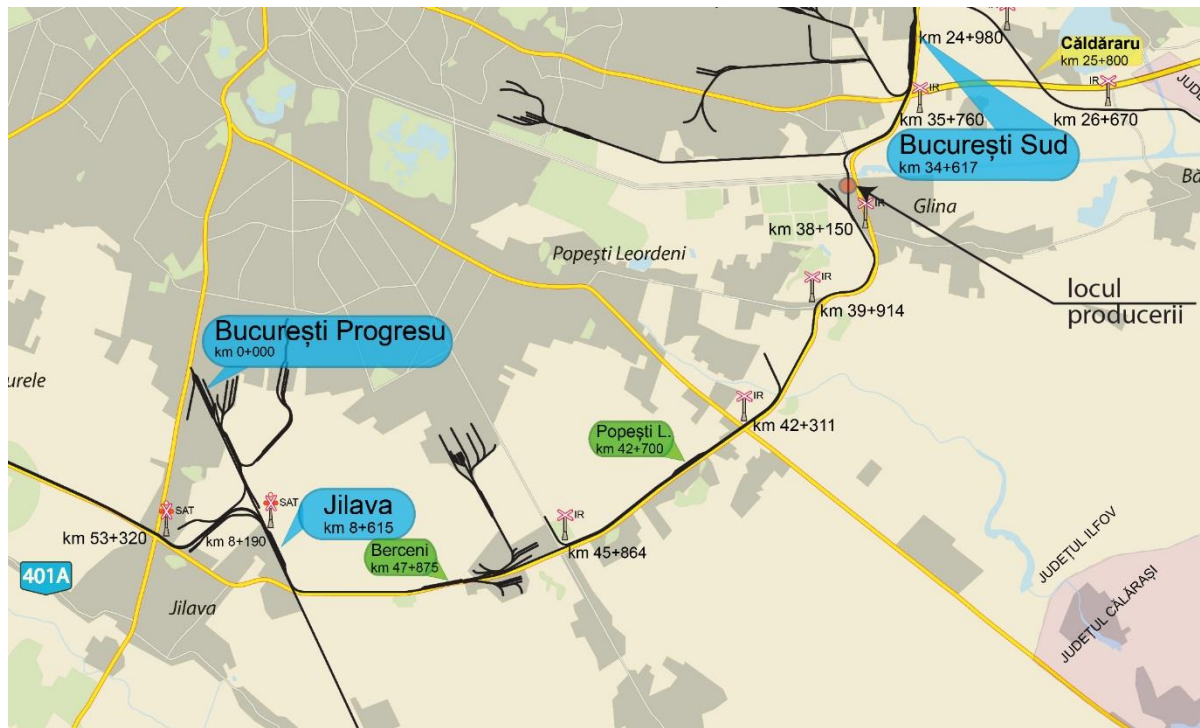 km 24+980
Căldăraru
km 25+800
IR
IR
km 35+760
km 26+670
București Sud
km 34+617
IR
Glina
km 38+150
Popești Leordeni
IR
km 39+914
locul
producerii
București Progresu
km 0+000
urele
IR
km 42+311
Popești L.
km 42+700
SAT
SAT
Jilava
km 8+615
IR
km 53+320
km 8+190
km 45+864
Berceni
km 47+875
401A
Jilava
JUDEȚUL ILFOV
JUDEȚUL CĂLĂRAȘI